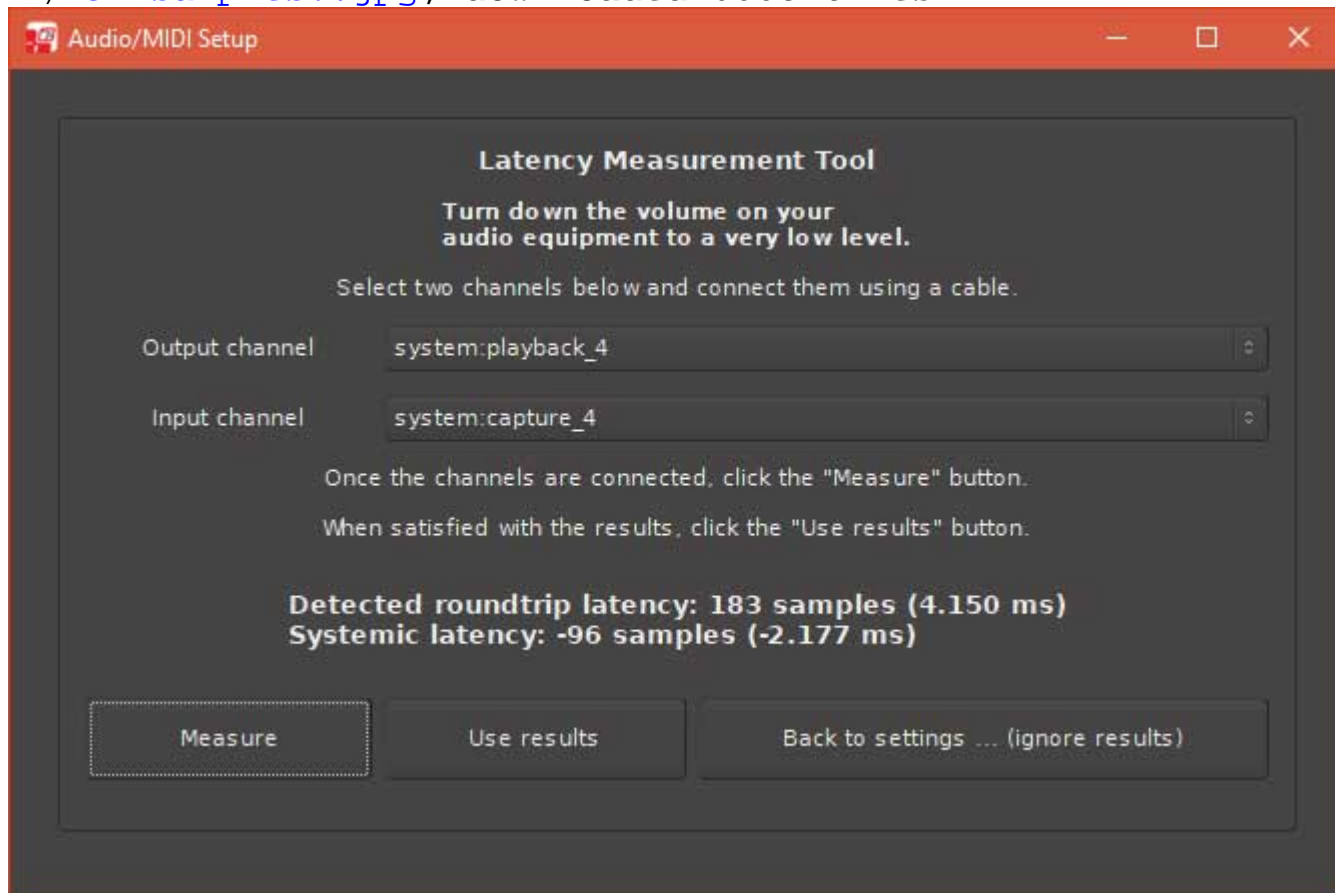 Audio/MIDI Setup
Latency Measurement Tool
Turn down the volume on your
audio equipment to a very low level.
Select two channels below and connect them using a cable.
Output channel system:playback_4
Input channel system:capture_4
Once the channels are connected, click the "Measure" button.
When satisfied with the results, click the "Use results" button.
Detected roundtrip latency: 183 samples (4.150 ms)
Systemic latency: -96 samples (-2.177 ms)
Measure Use results Back to settings ... (ignore results)